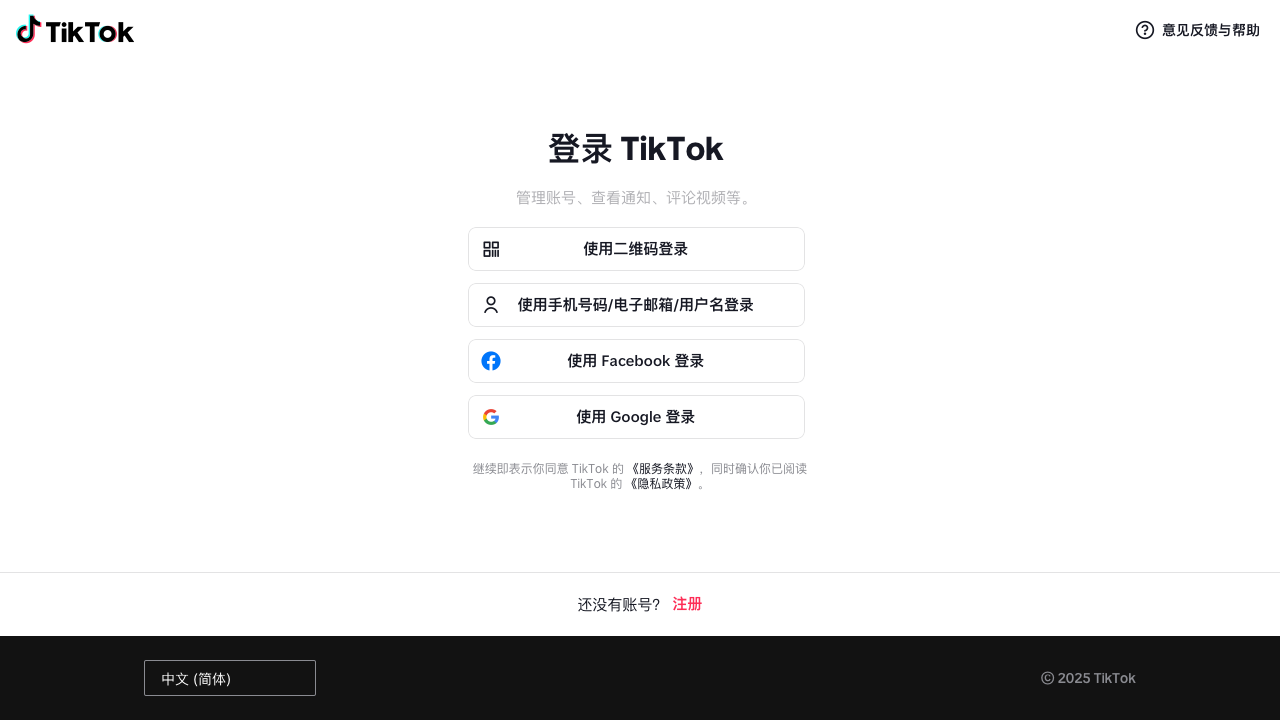 TikTok
意见反馈与帮助
登录 TikTok
管理账号、查看通知、评论视频等。
使用二维码登录
使用手机号码/电子邮箱/用户名登录
使用 Facebook 登录
使用 Google 登录
继续即表示你同意 TikTok 的 《服务条款》，同时确认你已阅读
TikTok 的 《隐私政策》。
还没有账号? 注册
中文 (简体)
© 2025 TikTok